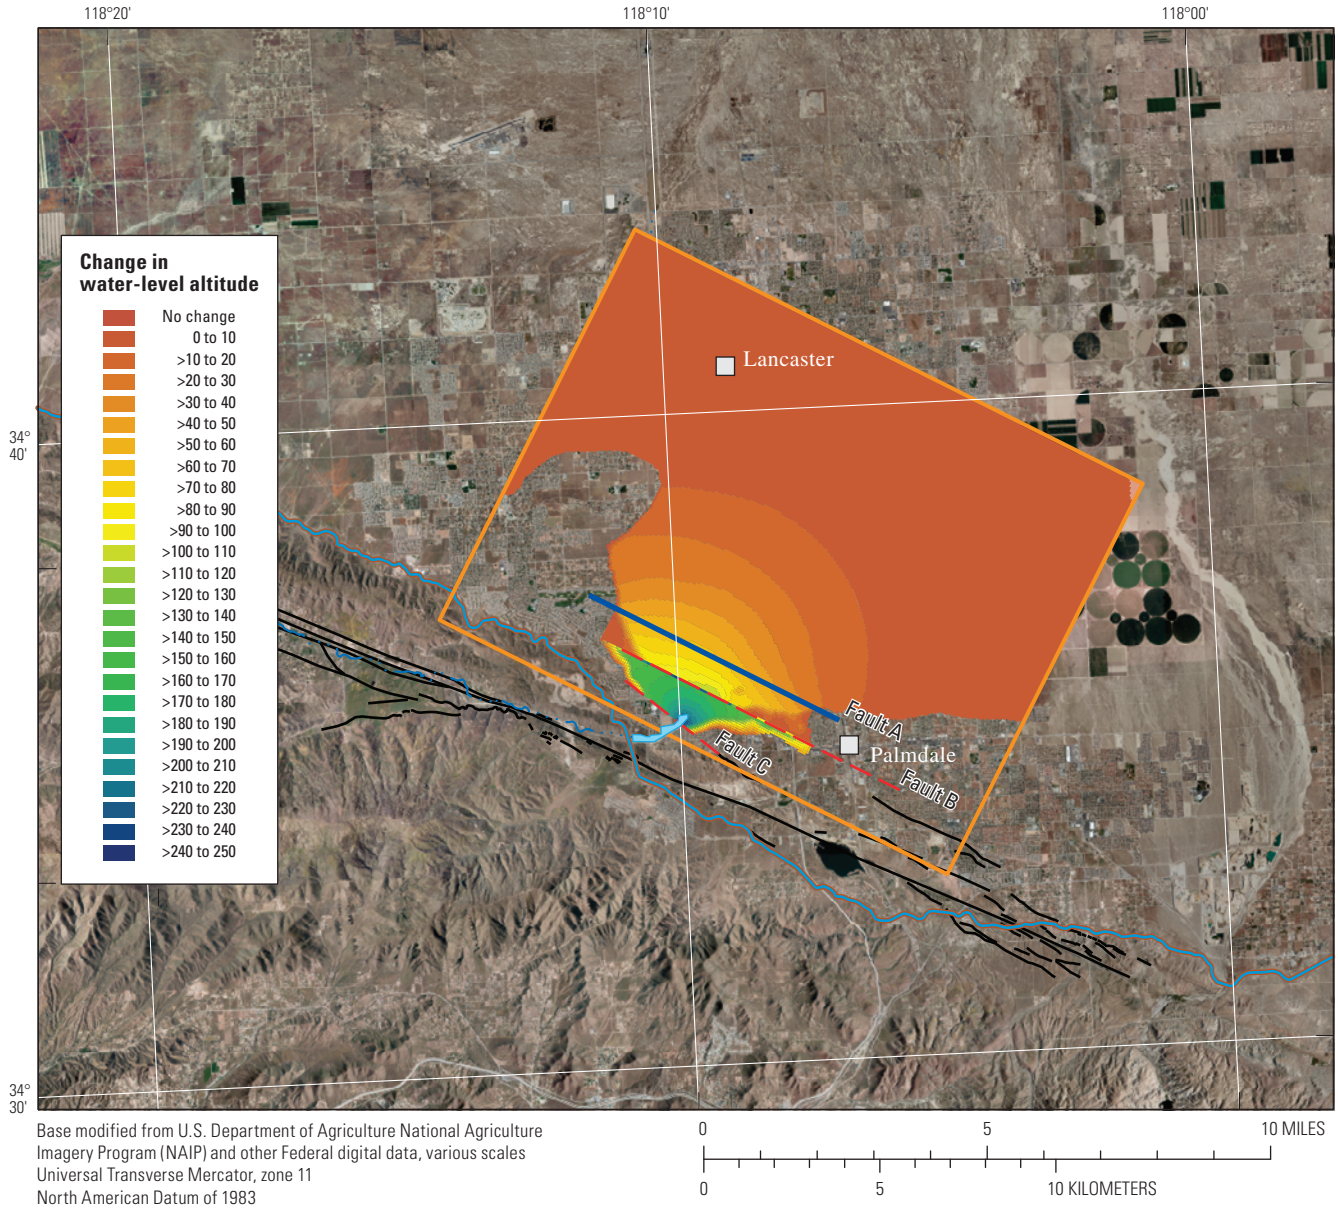 118°20'
118°10'
118°00'
Change in
water-level altitude
No change
0 to 10
>10 to 20
>20 to 30
>30 to 40
>40 to 50
>50 to 60
>60 to 70
>70 to 80
>80 to 90
>90 to 100
>100 to 110
>110 to 120
>120 to 130
>130 to 140
>140 to 150
>150 to 160
>160 to 170
>170 to 180
>180 to 190
>190 to 200
>200 to 210
>210 to 220
>220 to 230
>230 to 240
>240 to 250
Lancaster
34°
40'
Fault A
Fault C
Palmdale
Fault B
34°
30'
Base modified from U.S. Department of Agriculture National Agriculture
Imagery Program (NAIP) and other Federal digital data, various scales
Universal Transverse Mercator, zone 11
North American Datum of 1983
0 5 10 MILES
0 5 10 KILOMETERS